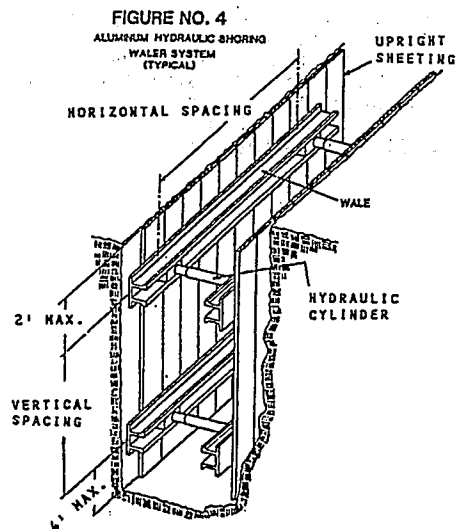 FIGURE NO. 4
ALUMINUM HYDRAULIC SHORING
WALER SYSTEM
(TYPICAL)
UPRIGHT
SHEETING
HORIZONTAL SPACING
WALE
HYDRAULIC
CYLINDER
2' MAX.
VERTICAL
SPACING
4' MAX.